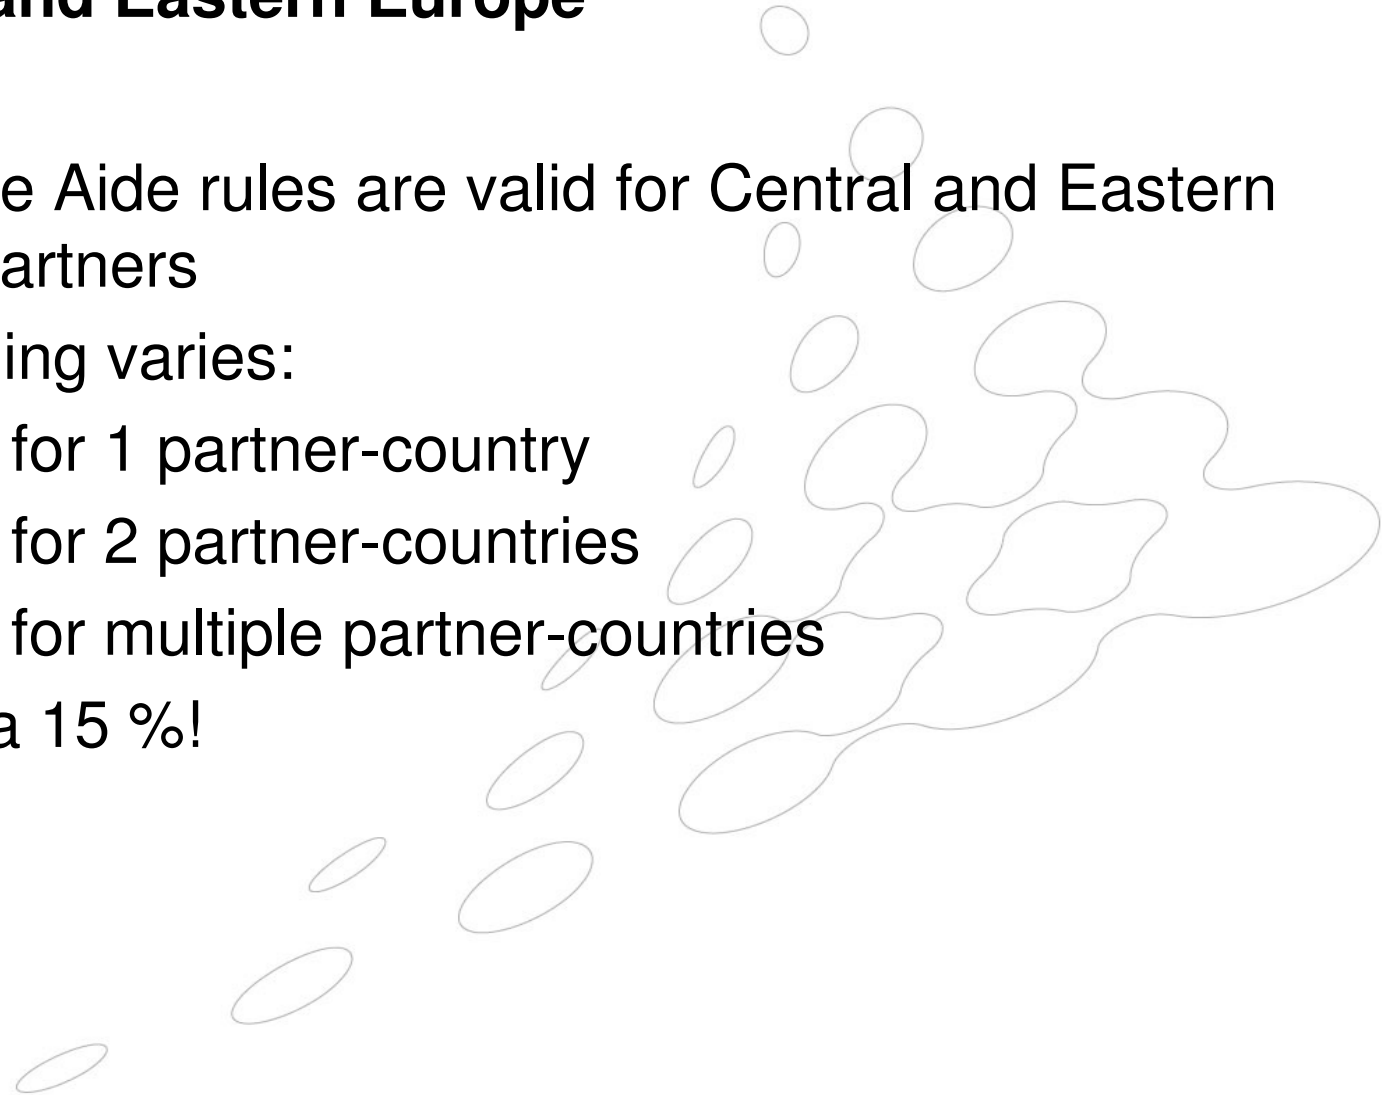 and Eastern Europe
e Aide rules are valid for Central and Eastern
artners
ing varies:
for 1 partner-country
for 2 partner-countries
for multiple partner-countries
a 15 %!